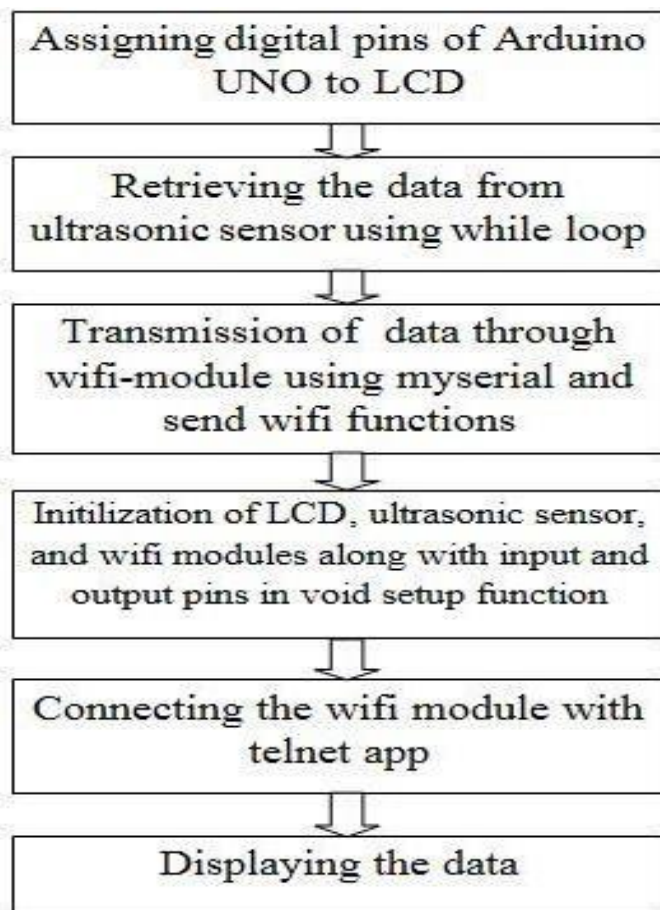 Assigning digital pins of Arduino
UNO to LCD
Retrieving the data from
ultrasonic sensor using while loop
Transmission of data through
wifi-module using myserial and
send wifi functions
Initilization of LCD, ultrasonic sensor,
and wifi modules along with input and
output pins in void setup function
Connecting the wifi module with
telnet app
Displaying the data